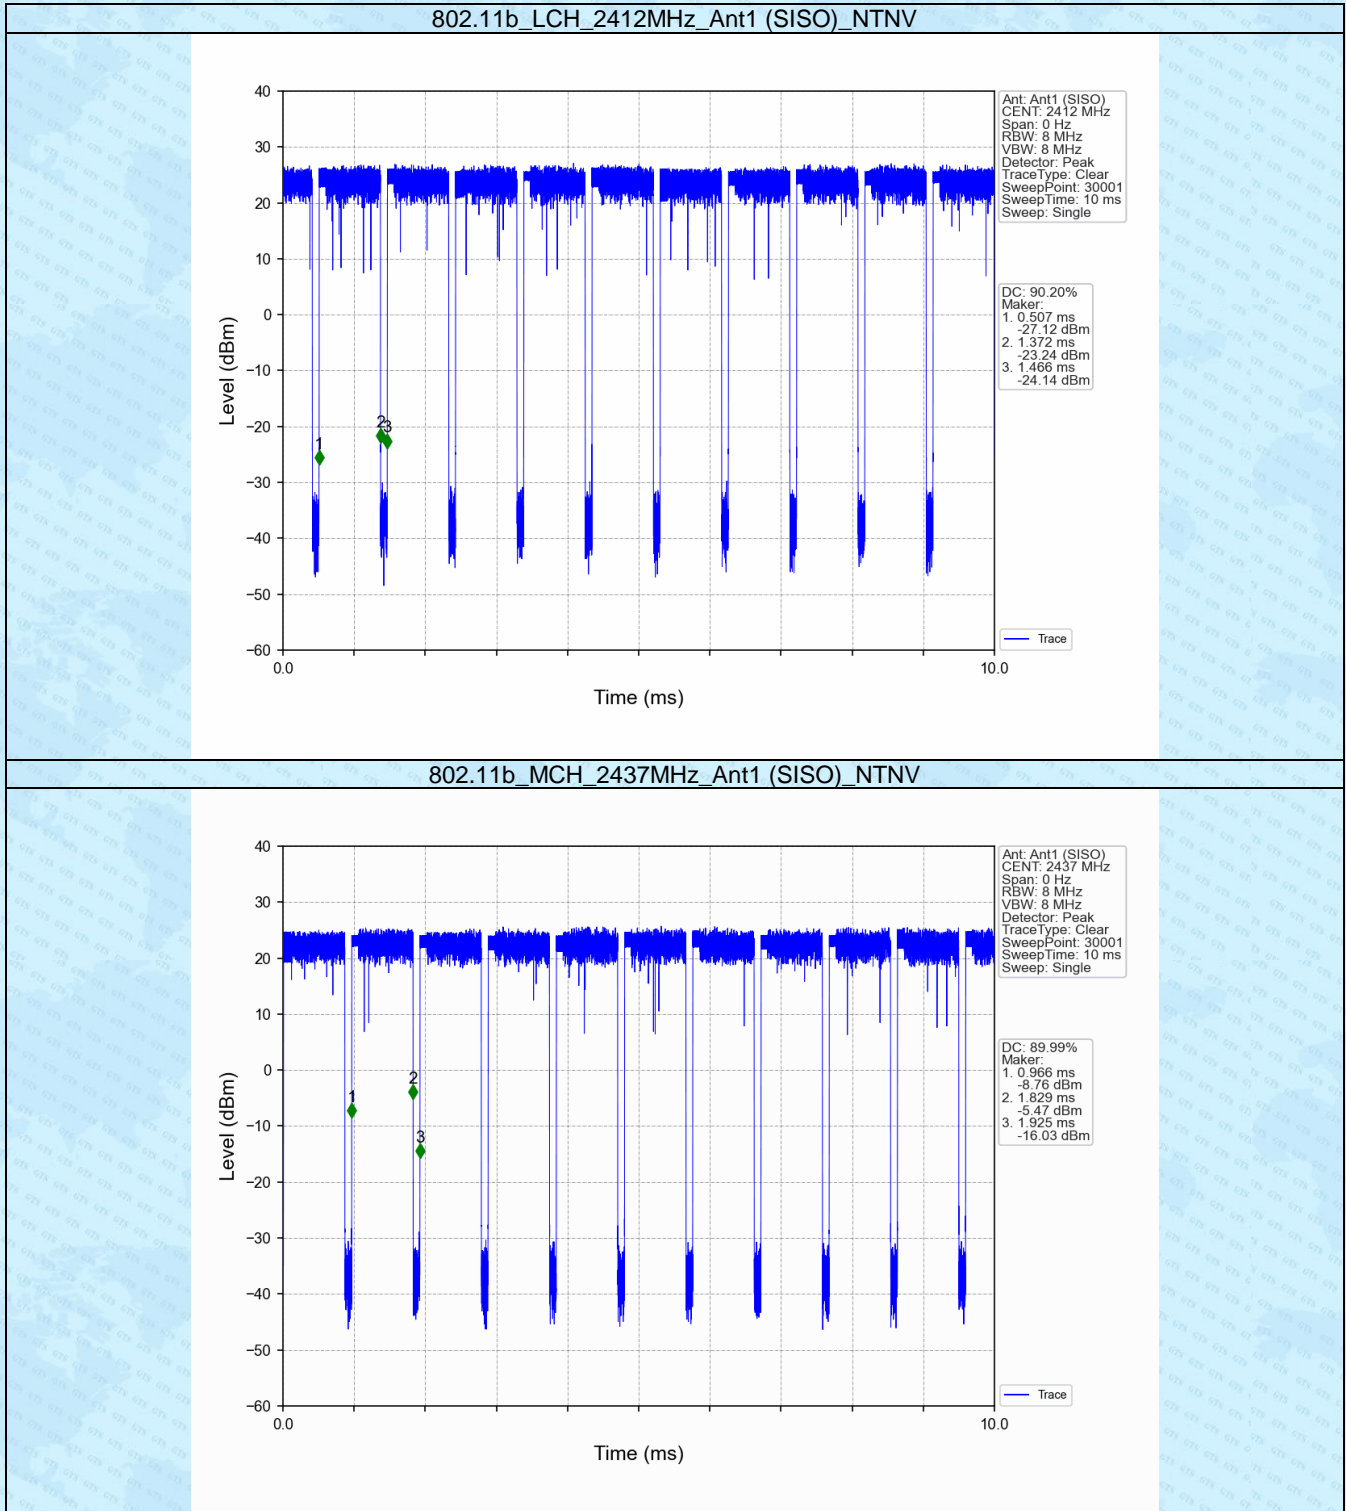 802.11b_LCH_2412MHz_Ant1 (SISO)_NTNV
40
30
20
10
0
−10
−20
−30
−40
−50
−60
Level (dBm)
0.0
10.0
Time (ms)
1
2
3
Ant: Ant1 (SISO)
CENT: 2412 MHz
Span: 0 Hz
RBW: 8 MHz
VBW: 8 MHz
Detector: Peak
TraceType: Clear
SweepPoint: 30001
SweepTime: 10 ms
Sweep: Single
DC: 90.20%
Maker:
1. 0.507 ms
-27.12 dBm
2. 1.372 ms
-23.24 dBm
3. 1.466 ms
-24.14 dBm
Trace
802.11b_MCH_2437MHz_Ant1 (SISO)_NTNV
40
30
20
10
0
−10
−20
−30
−40
−50
−60
Level (dBm)
0.0
10.0
Time (ms)
1
2
3
Ant: Ant1 (SISO)
CENT: 2437 MHz
Span: 0 Hz
RBW: 8 MHz
VBW: 8 MHz
Detector: Peak
TraceType: Clear
SweepPoint: 30001
SweepTime: 10 ms
Sweep: Single
DC: 89.99%
Maker:
1. 0.966 ms
-8.76 dBm
2. 1.829 ms
-5.47 dBm
3. 1.925 ms
-16.03 dBm
Trace